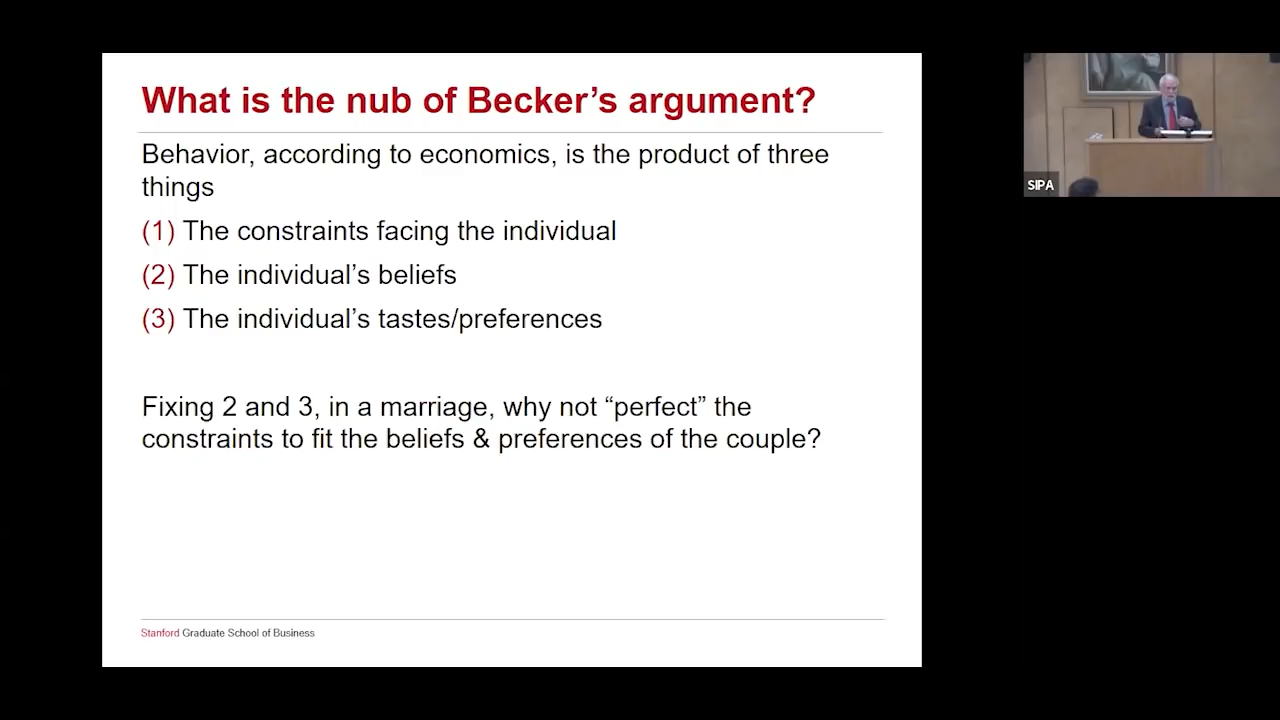 What is the nub of Becker’s argument?
Behavior, according to economics, is the product of three
things
(1) The constraints facing the individual
(2) The individual’s beliefs
(3) The individual’s tastes/preferences
Fixing 2 and 3, in a marriage, why not “perfect” the
constraints to fit the beliefs & preferences of the couple?
Stanford Graduate School of Business
SIPA